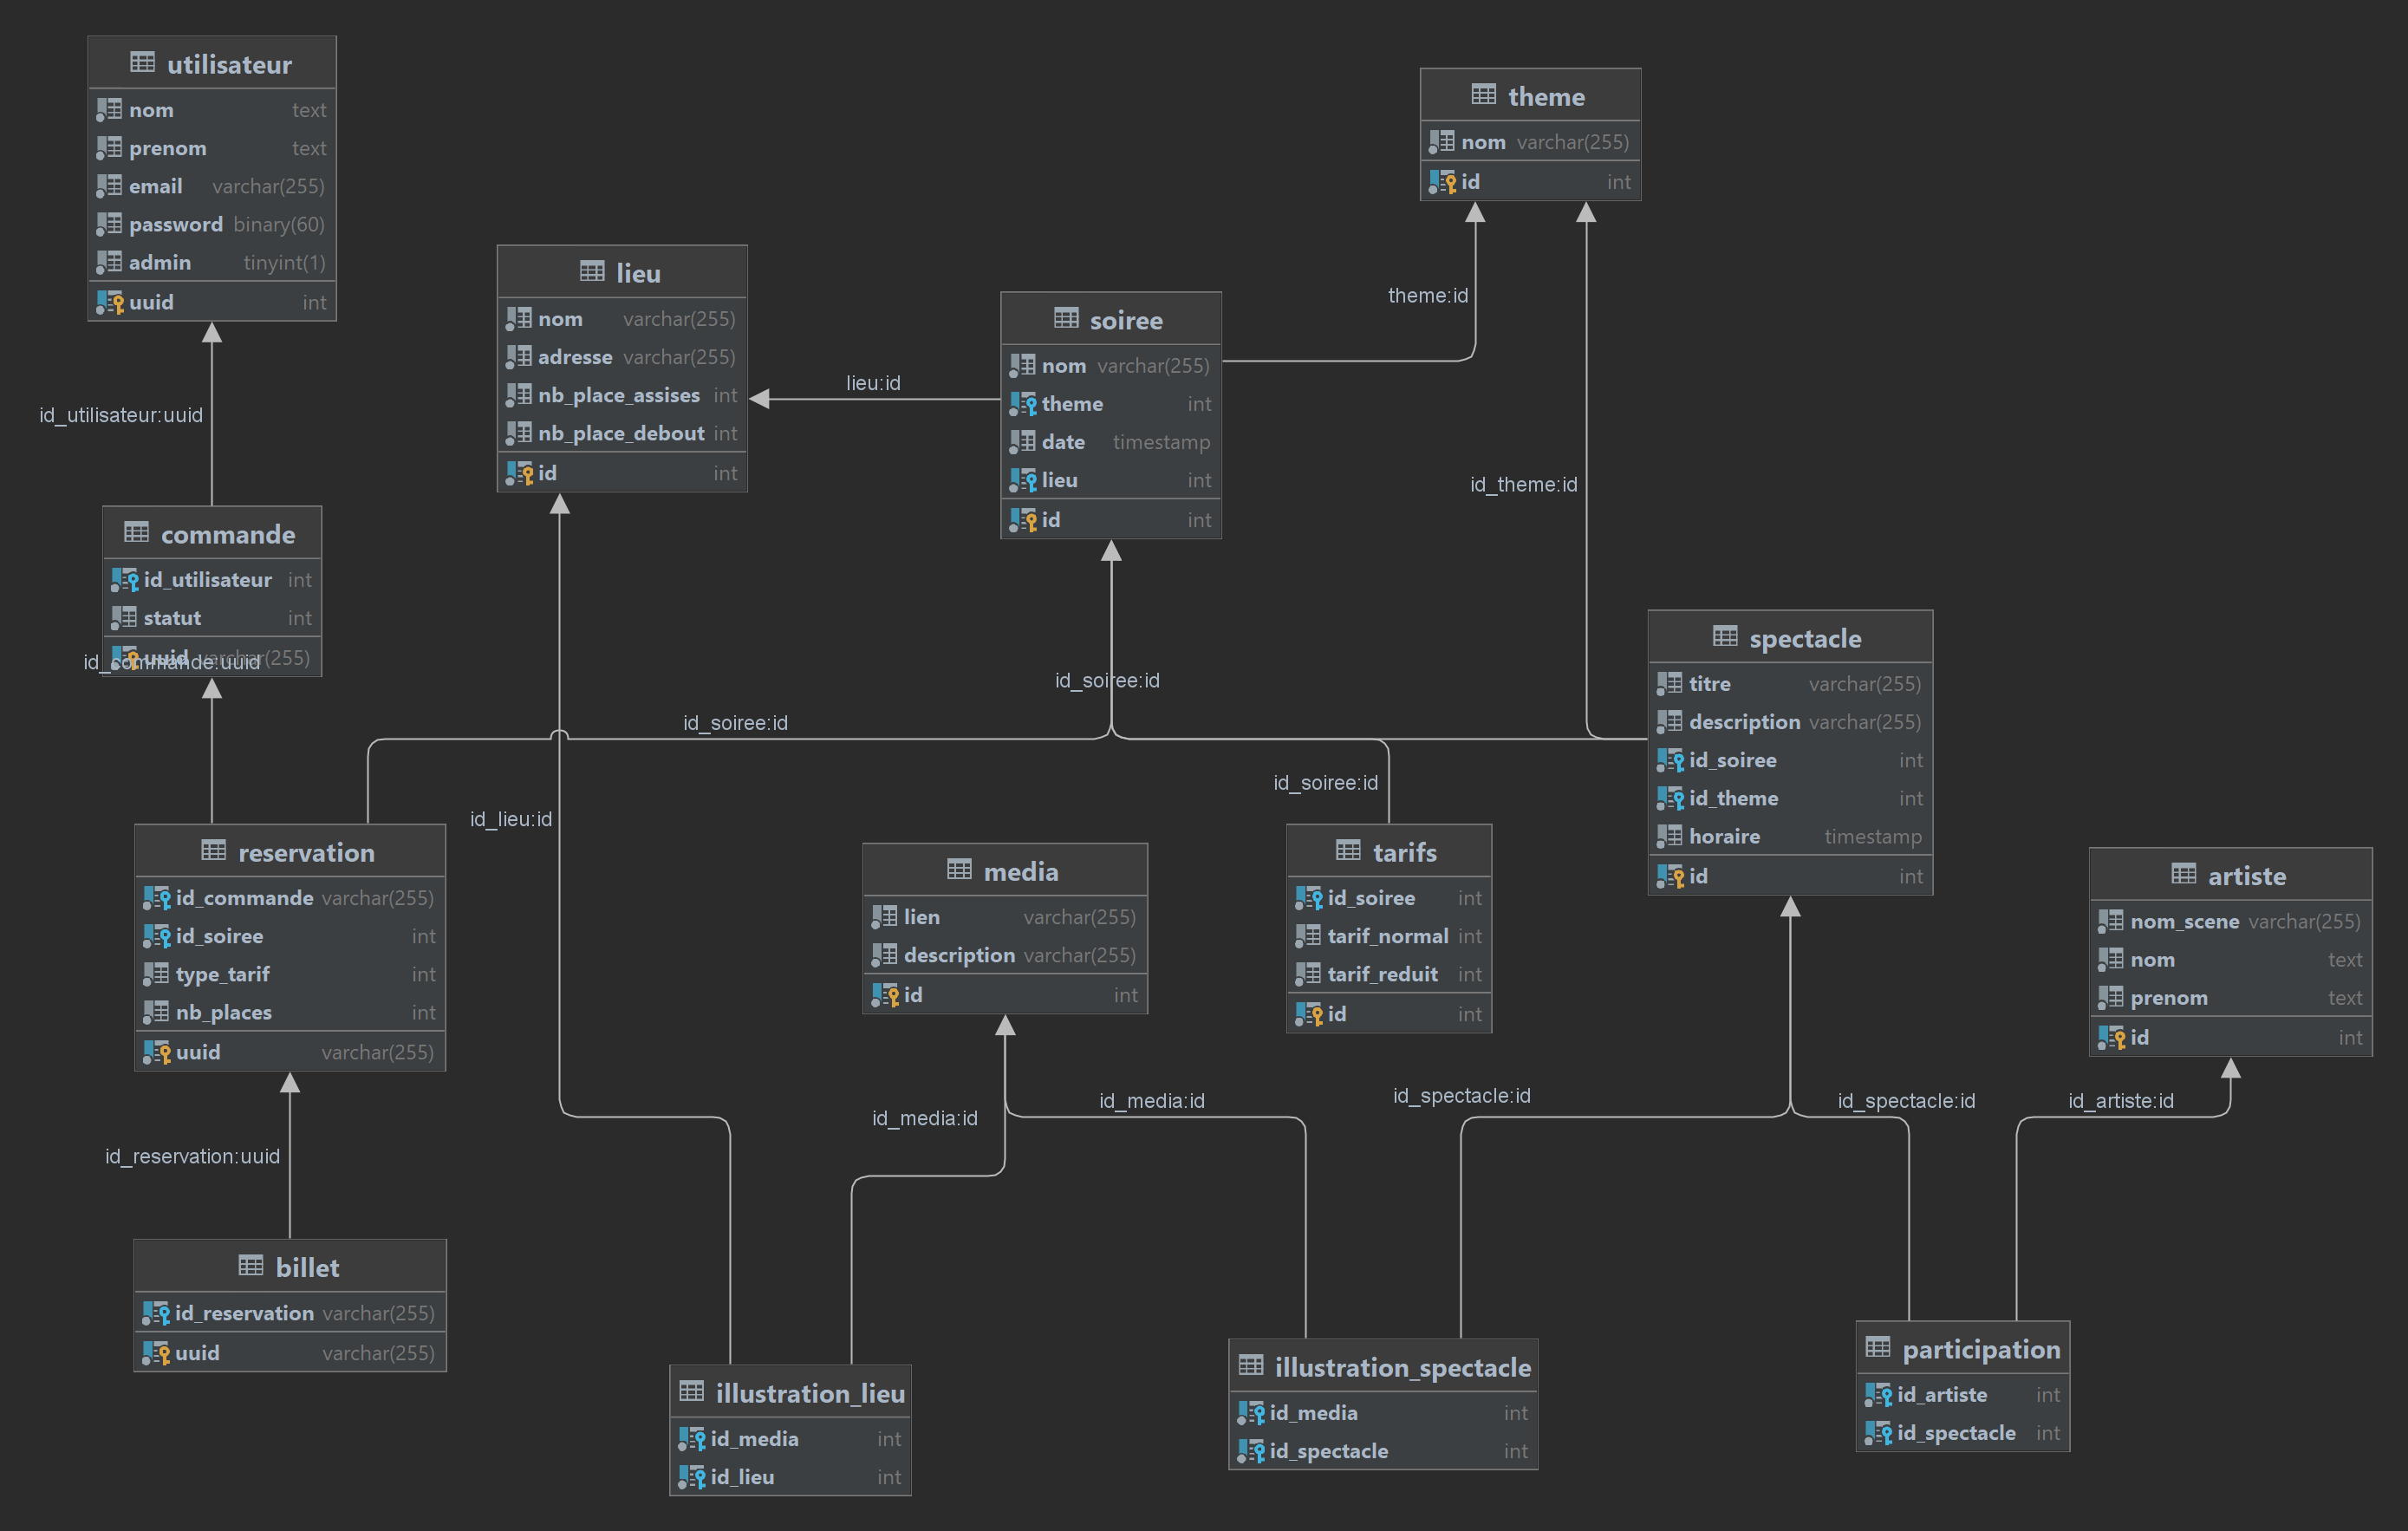 utilisateur
nom text
prenom text
email varchar(255)
password binary(60)
admin tinyint(1)
uuid int
theme
nom varchar(255)
id int
lieu
nom varchar(255)
adresse varchar(255)
nb_place_assises int
nb_place_debout int
id int
soiree
nom varchar(255)
theme int
date timestamp
lieu int
id int
theme:id
lieu:id
id_utilisateur:uuid
id_theme:id
commande
id_utilisateur int
statut int
uuid varchar(255)
id_commande:uuid
spectacle
titre varchar(255)
description varchar(255)
id_soiree int
id_theme int
horaire timestamp
id int
id_soiree:id
id_soiree:id
id_soiree:id
id_lieu:id
reservation
id_commande varchar(255)
id_soiree int
type_tarif int
nb_places int
uuid varchar(255)
media
lien varchar(255)
description varchar(255)
id int
tarifs
id_soiree int
tarif_normal int
tarif_reduit int
id int
artiste
nom_scene varchar(255)
nom text
prenom text
id int
id_media:id
id_media:id
id_spectacle:id
id_spectacle:id
id_artiste:id
id_reservation:uuid
billet
id_reservation varchar(255)
uuid varchar(255)
illustration_lieu
id_media int
id_lieu int
illustration_spectacle
id_media int
id_spectacle int
participation
id_artiste int
id_spectacle int